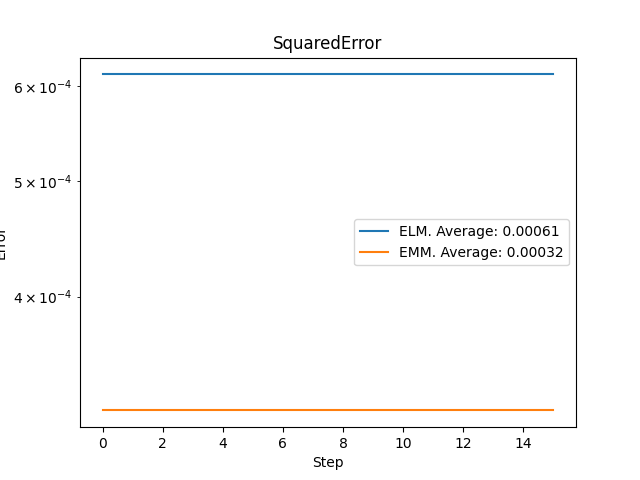 SquaredError
6 × 10⁻⁴
5 × 10⁻⁴
4 × 10⁻⁴
Error
ELM. Average: 0.00061
EMM. Average: 0.00032
0 2 4 6 8 10 12 14
Step